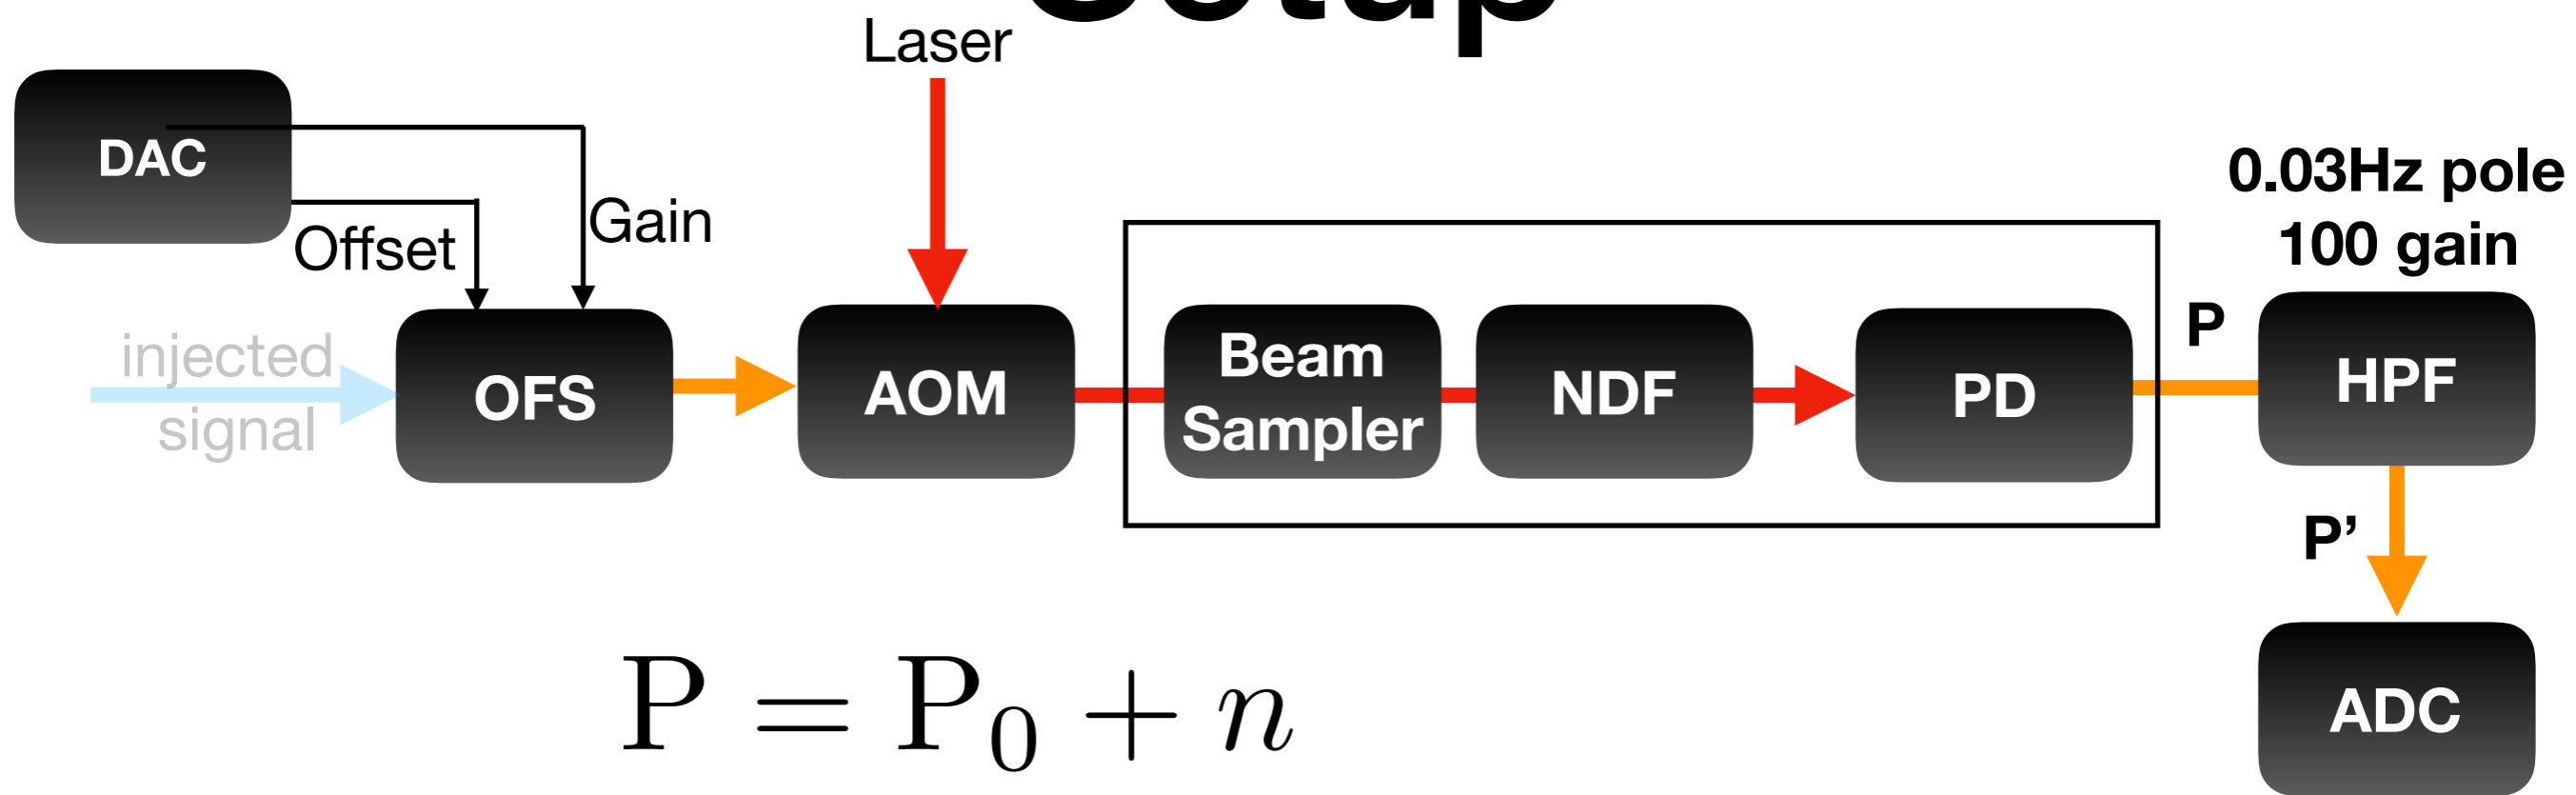 Setup
Laser
DAC
Offset
Gain
injected
signal
OFS
AOM
Beam
Sampler
NDF
PD
P
0.03Hz pole
100 gain
HPF
P’
ADC
P = P₀ + n